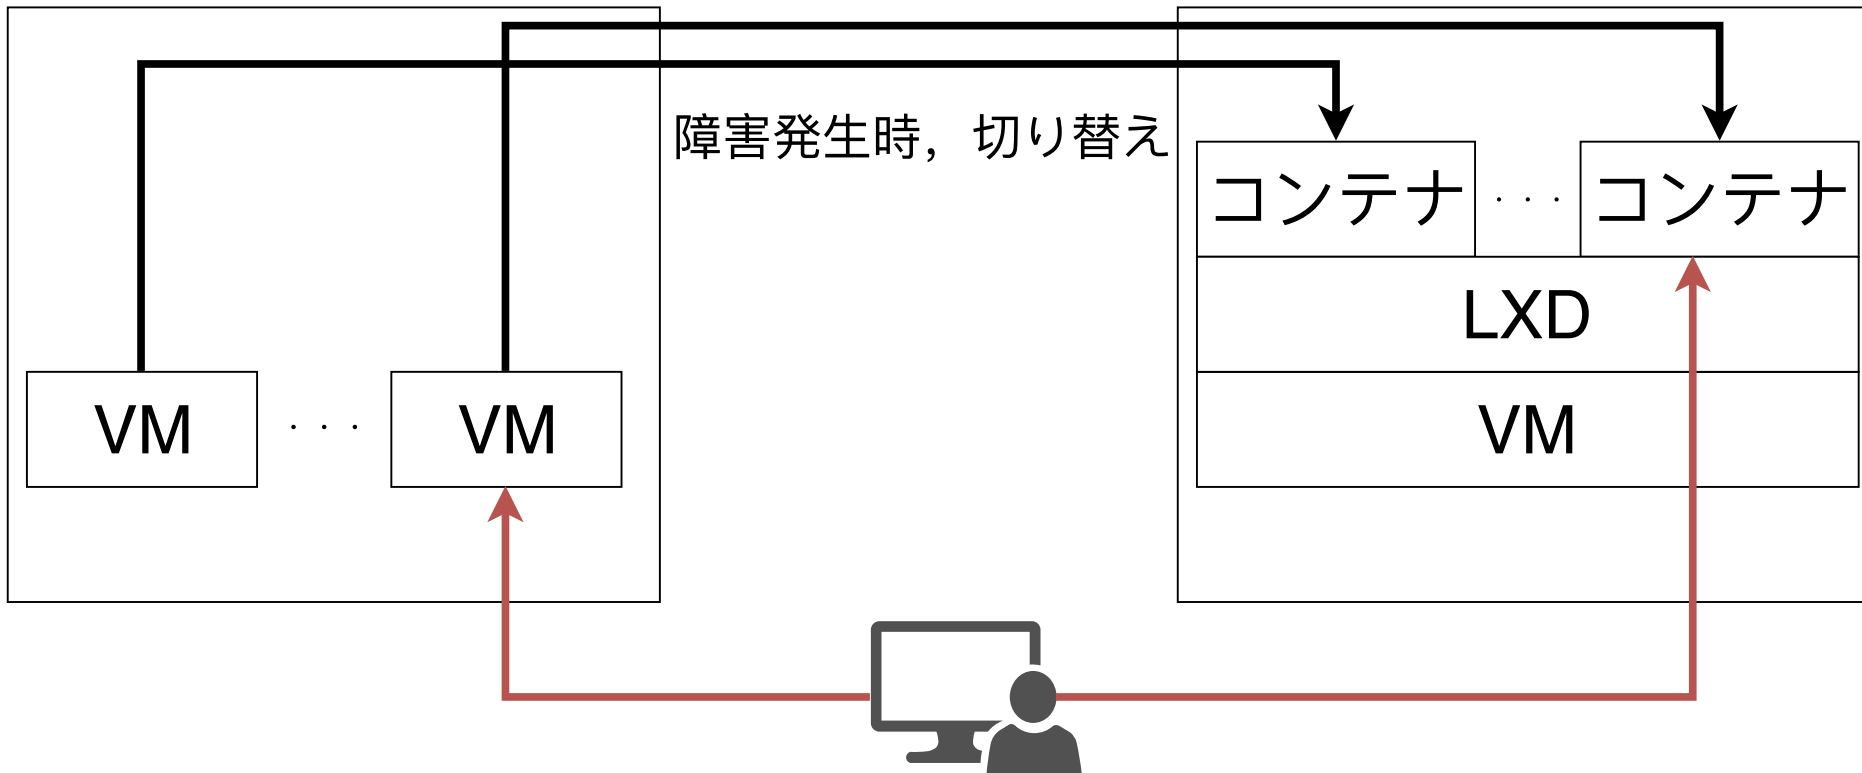 障害発生時，切り替え
コンテナ ・・・ コンテナ
LXD
VM ・・・ VM
VM